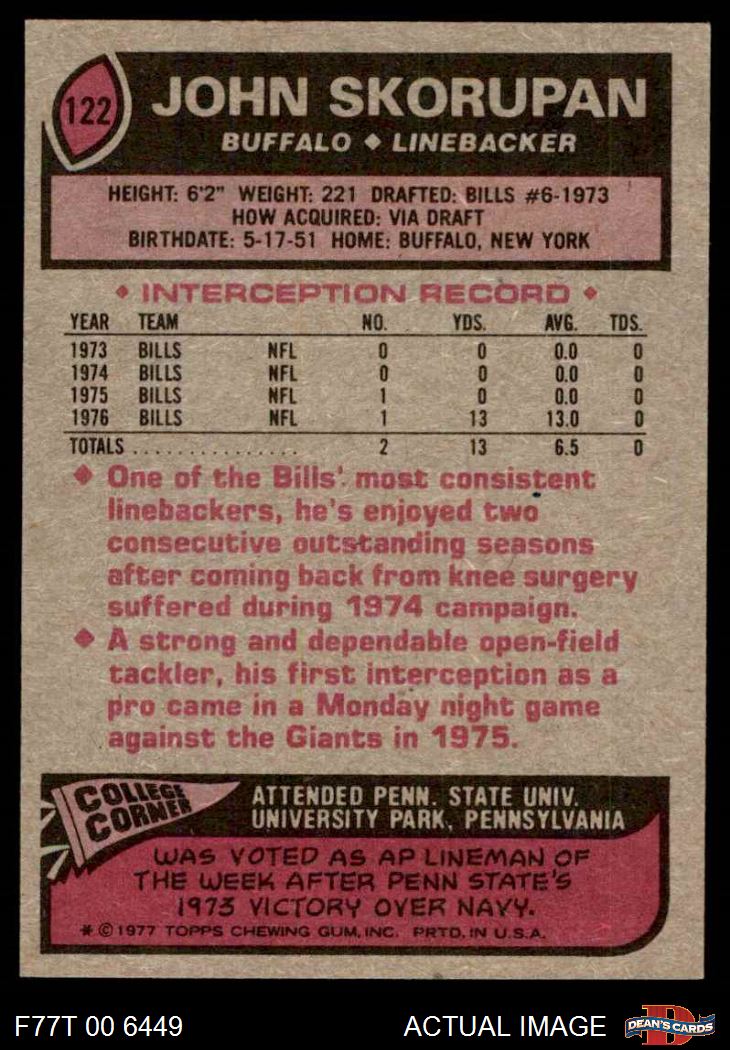 122
JOHN SKORUPAN
BUFFALO ♦ LINEBACKER
HEIGHT: 6'2" WEIGHT: 221 DRAFTED: BILLS #6-1973
HOW ACQUIRED: VIA DRAFT
BIRTHDATE: 5-17-51 HOME: BUFFALO, NEW YORK
♦ INTERCEPTION RECORD ♦
YEAR TEAM NO. YDS. AVG. TDS.
1973 BILLS NFL 0 0 0.0 0
1974 BILLS NFL 0 0 0.0 0
1975 BILLS NFL 1 0 0.0 0
1976 BILLS NFL 1 13 13.0 0
TOTALS ............... 2 13 6.5 0
♦ One of the Bills' most consistent
linebackers, he's enjoyed two
consecutive outstanding seasons
after coming back from knee surgery
suffered during 1974 campaign.
♦ A strong and dependable open-field
tackler, his first interception as a
pro came in a Monday night game
against the Giants in 1975.
COLLEGE
CORNER
ATTENDED PENN. STATE UNIV.
UNIVERSITY PARK, PENNSYLVANIA
WAS VOTED AS AP LINEMAN OF
THE WEEK AFTER PENN STATE'S
1973 VICTORY OVER NAVY.
* © 1977 TOPPS CHEWING GUM, INC. PRTD. IN U.S.A.
F77T 00 6449 ACTUAL IMAGE
D
DEAN'S CARDS